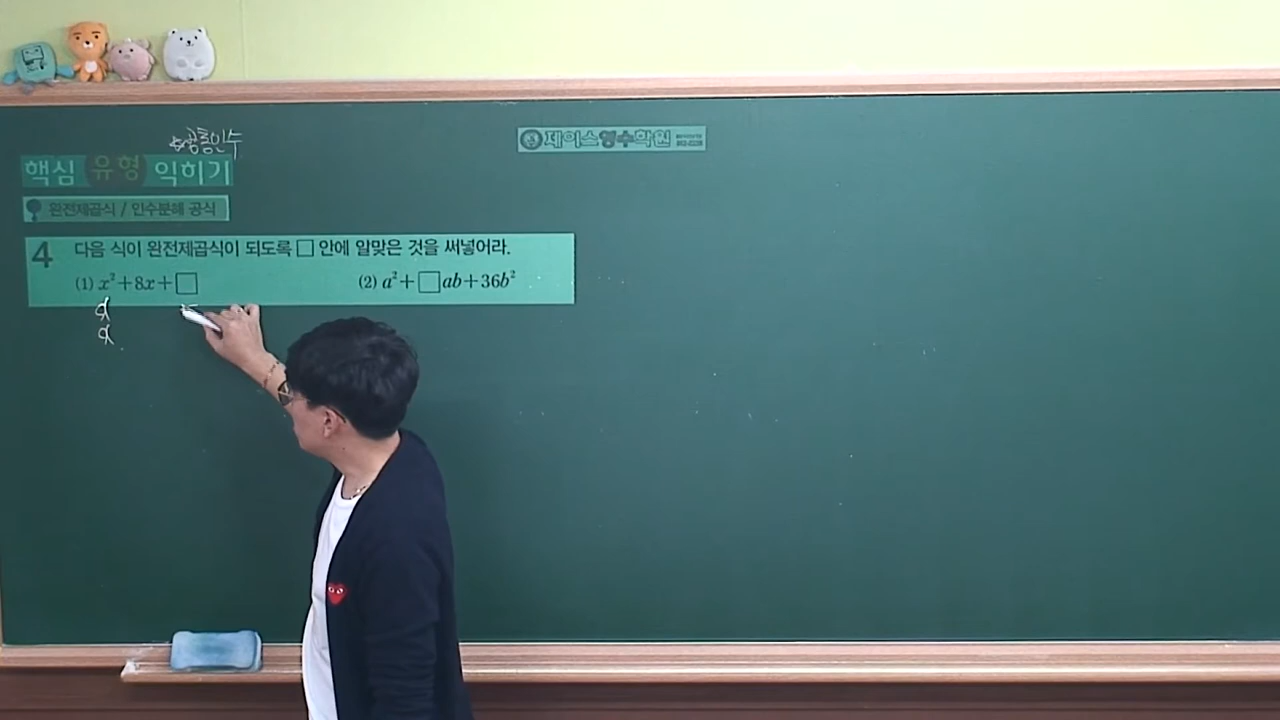 ☆공통인수
제이스영수학원
핵심 유형 익히기
완전제곱식 / 인수분해 공식
4 다음 식이 완전제곱식이 되도록 □ 안에 알맞은 것을 써넣어라.
(1) x²+8x+□ (2) a²+□ab+36b²
x
x